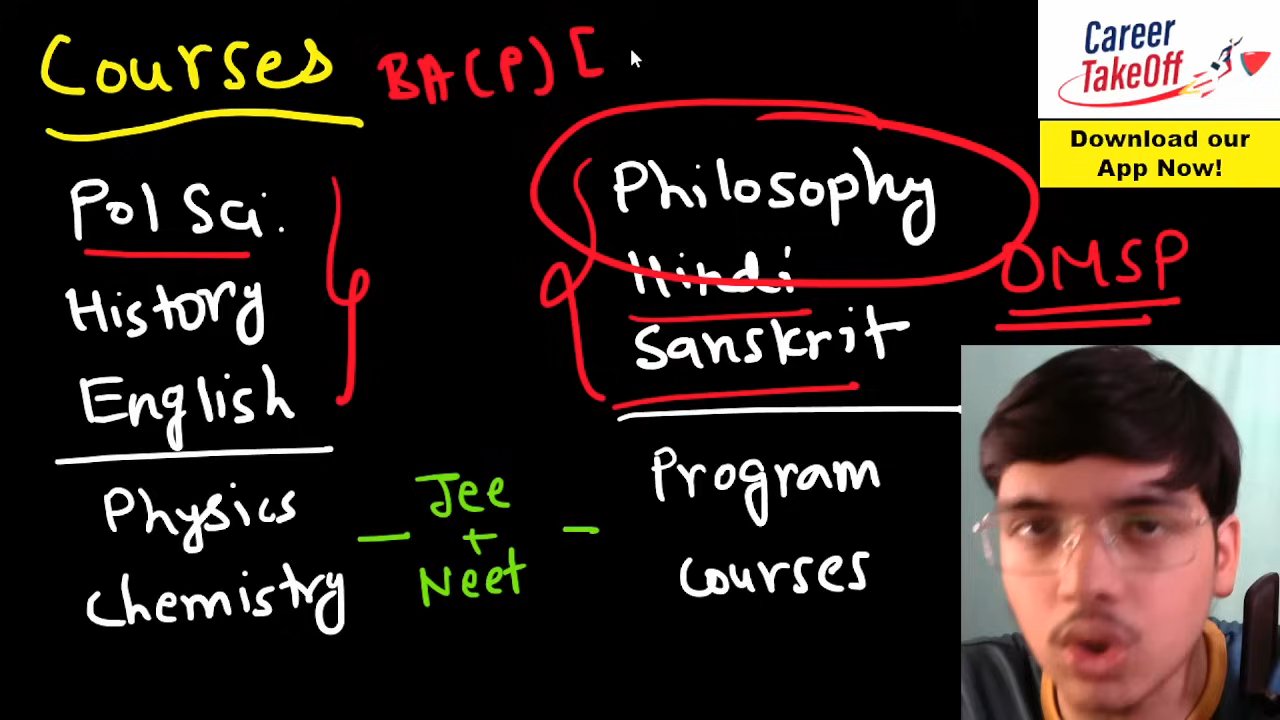 Courses BA(P) [
Career
TakeOff
Download our
App Now!
Pol Sci.
History
English
Philosophy
Hindi
Sanskrit
OMSP
Physics
Chemistry
Jee
+
Neet
Program
courses